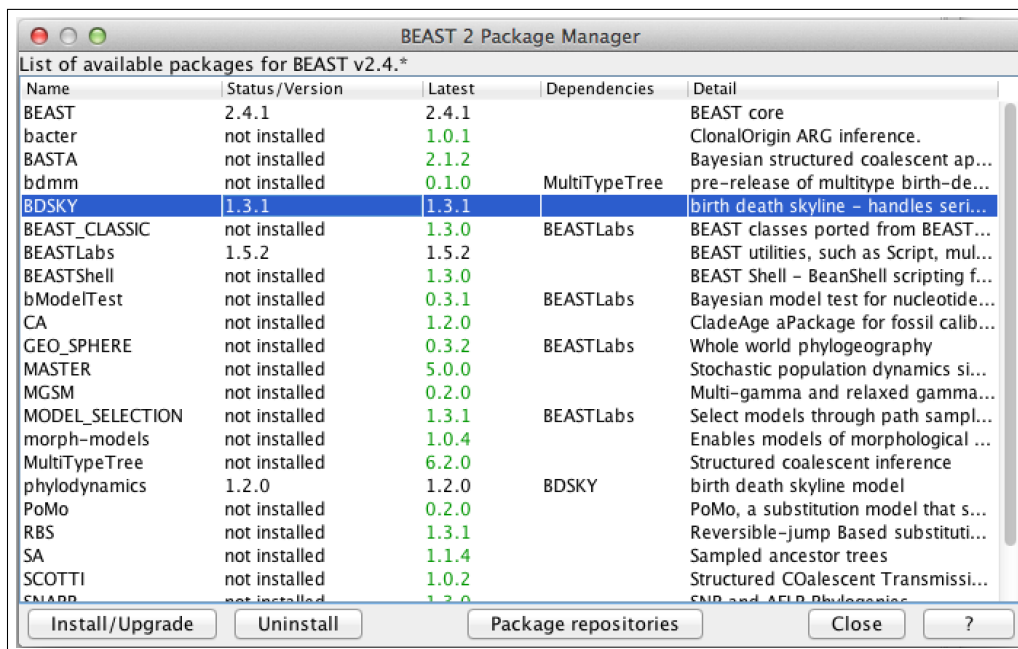 BEAST 2 Package Manager
List of available packages for BEAST v2.4.*
Name Status/Version Latest Dependencies Detail
BEAST 2.4.1 2.4.1 BEAST core
bacter not installed 1.0.1 ClonalOrigin ARG inference.
BASTA not installed 2.1.2 Bayesian structured coalescent ap...
bdmm not installed 0.1.0 MultiTypeTree pre-release of multitype birth-de...
BDSKY 1.3.1 1.3.1 birth death skyline - handles seri...
BEAST_CLASSIC not installed 1.3.0 BEASTLabs BEAST classes ported from BEAST...
BEASTLabs 1.5.2 1.5.2 BEAST utilities, such as Script, mul...
BEASTShell not installed 1.3.0 BEAST Shell - BeanShell scripting f...
bModelTest not installed 0.3.1 BEASTLabs Bayesian model test for nucleotide...
CA not installed 1.2.0 CladeAge aPackage for fossil calib...
GEO_SPHERE not installed 0.3.2 BEASTLabs Whole world phylogeography
MASTER not installed 5.0.0 Stochastic population dynamics si...
MGSM not installed 0.2.0 Multi-gamma and relaxed gamma...
MODEL_SELECTION not installed 1.3.1 BEASTLabs Select models through path sampl...
morph-models not installed 1.0.4 Enables models of morphological ...
MultiTypeTree not installed 6.2.0 Structured coalescent inference
phylodynamics 1.2.0 1.2.0 BDSKY birth death skyline model
PoMo not installed 0.2.0 PoMo, a substitution model that s...
RBS not installed 1.3.1 Reversible-jump Based substituti...
SA not installed 1.1.4 Sampled ancestor trees
SCOTTI not installed 1.0.2 Structured COalescent Transmissi...
SNAPP not installed 1.3.0 SNP and AFLP Phylogenies
Install/Upgrade Uninstall Package repositories Close ?